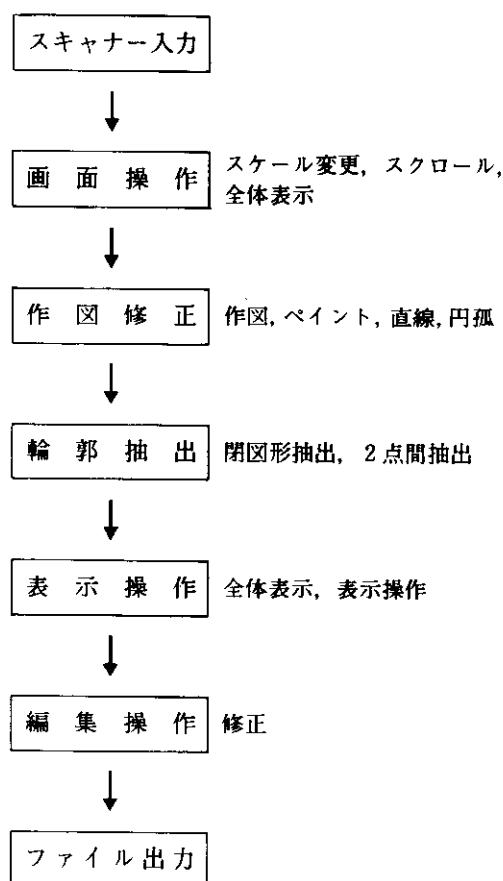 スキャナー入力
画面操作
スケール変更, スクロール,
全体表示
作図修正
作図, ペイント, 直線, 円孤
輪郭抽出
閉図形抽出, 2点間抽出
表示操作
全体表示, 表示操作
編集操作
修正
ファイル出力